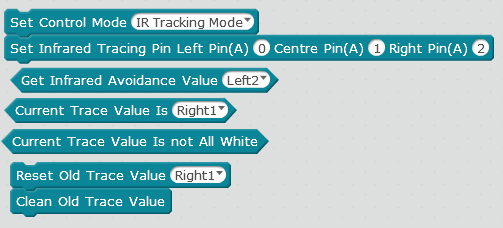 Set Control Mode IR Tracking Mode
Set Infrared Tracing Pin Left Pin(A) 0 Centre Pin(A) 1 Right Pin(A) 2
Get Infrared Avoidance Value Left2
Current Trace Value Is Right1
Current Trace Value Is not All White
Reset Old Trace Value Right1
Clean Old Trace Value